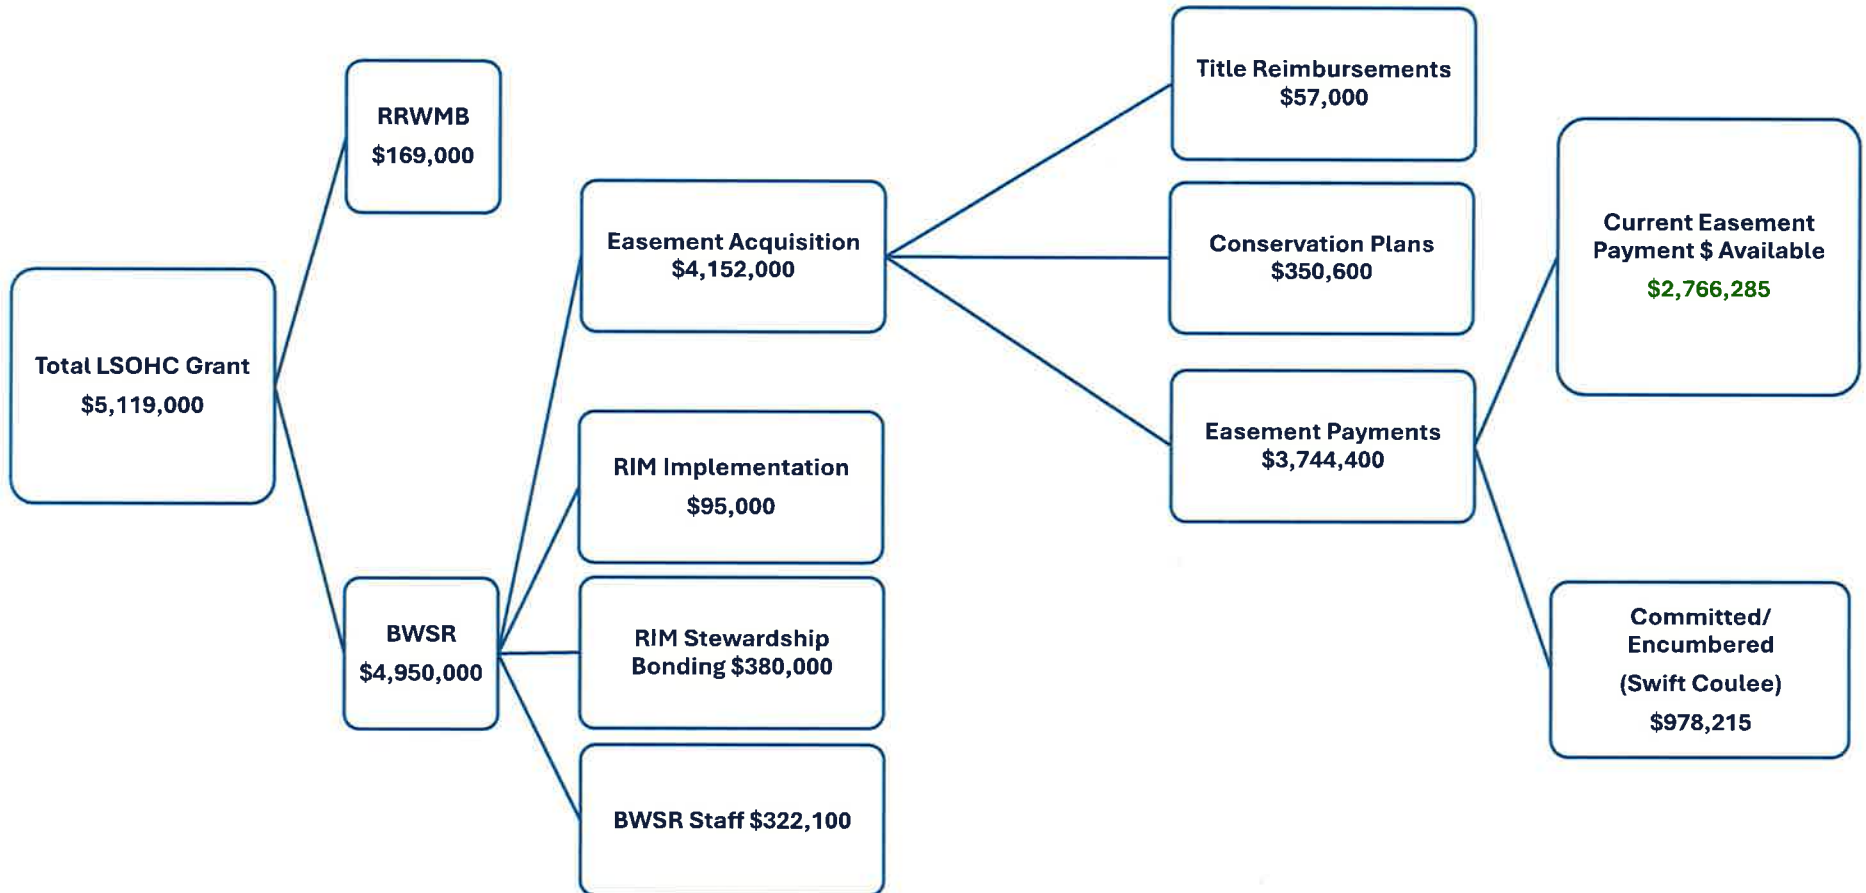 Total LSOHC Grant
$5,119,000
RRWMB
$169,000
BWSR
$4,950,000
Easement Acquisition
$4,152,000
RIM Implementation
$95,000
RIM Stewardship
Bonding $380,000
BWSR Staff $322,100
Title Reimbursements
$57,000
Conservation Plans
$350,600
Easement Payments
$3,744,400
Current Easement
Payment $ Available
$2,766,285
Committed/
Encumbered
(Swift Coulee)
$978,215